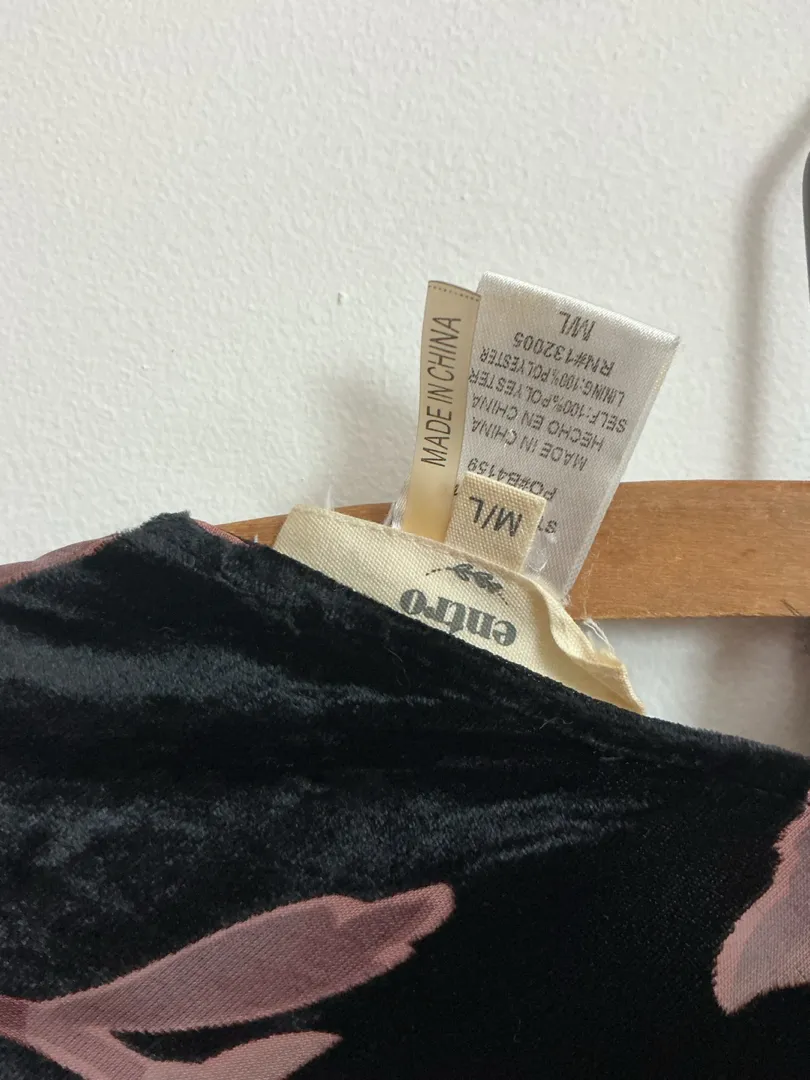 MADE IN CHINA
M/L
RN#132005
LINING:100%POLYESTER
SELF:100%POLYESTER
HECHO EN CHINA
MADE IN CHINA
PO#B4159
M/L
entro